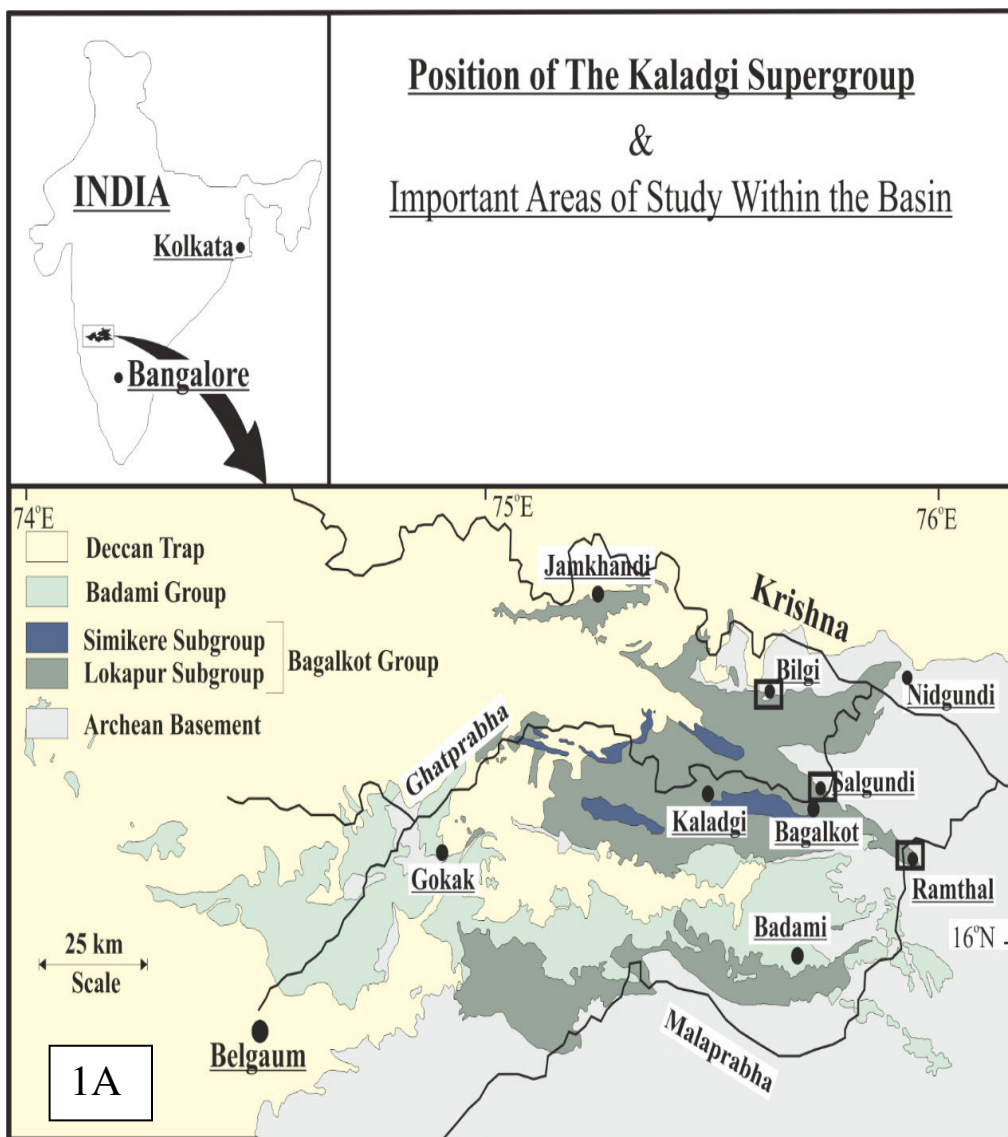 Position of The Kaladgi Supergroup
&
Important Areas of Study Within the Basin
INDIA
Kolkata
Bangalore
74°E
75°E
76°E
Deccan Trap
Badami Group
Simikere Subgroup
Lokapur Subgroup
Bagalkot Group
Archean Basement
Jamkhandi
Krishna
Bilgi
Nidgundi
Ghatprabha
Salgundi
Kaladgi
Bagalkot
Gokak
Ramthal
Badami
16°N
25 km
Scale
Malaprabha
Belgaum
1A